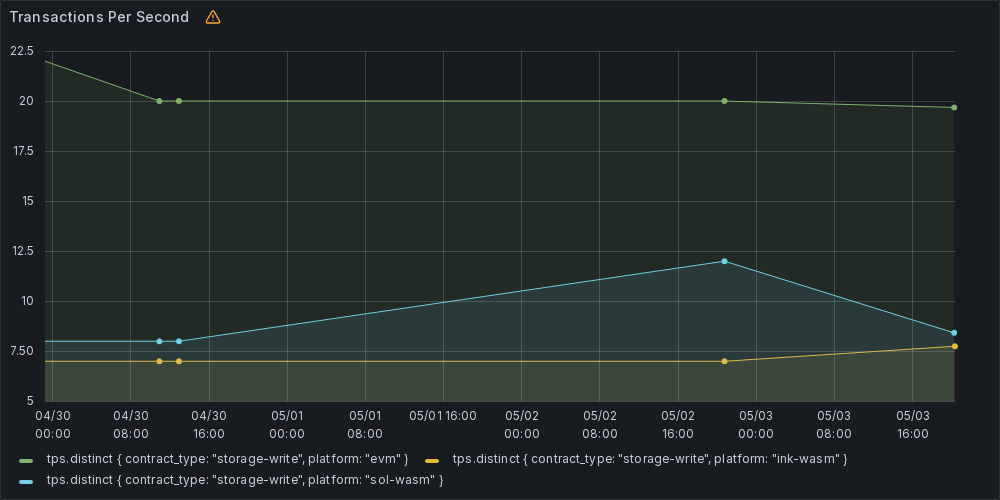 Transactions Per Second
22.5
20
17.5
15
12.5
10
7.50
5
04/30 04/30 04/30 05/01 05/01 05/01 16:00 05/02 05/02 05/02 05/03 05/03 05/03
00:00 08:00 16:00 00:00 08:00 00:00 08:00 16:00 00:00 08:00 16:00
tps.distinct { contract_type: "storage-write", platform: "evm" } tps.distinct { contract_type: "storage-write", platform: "ink-wasm" }
tps.distinct { contract_type: "storage-write", platform: "sol-wasm" }